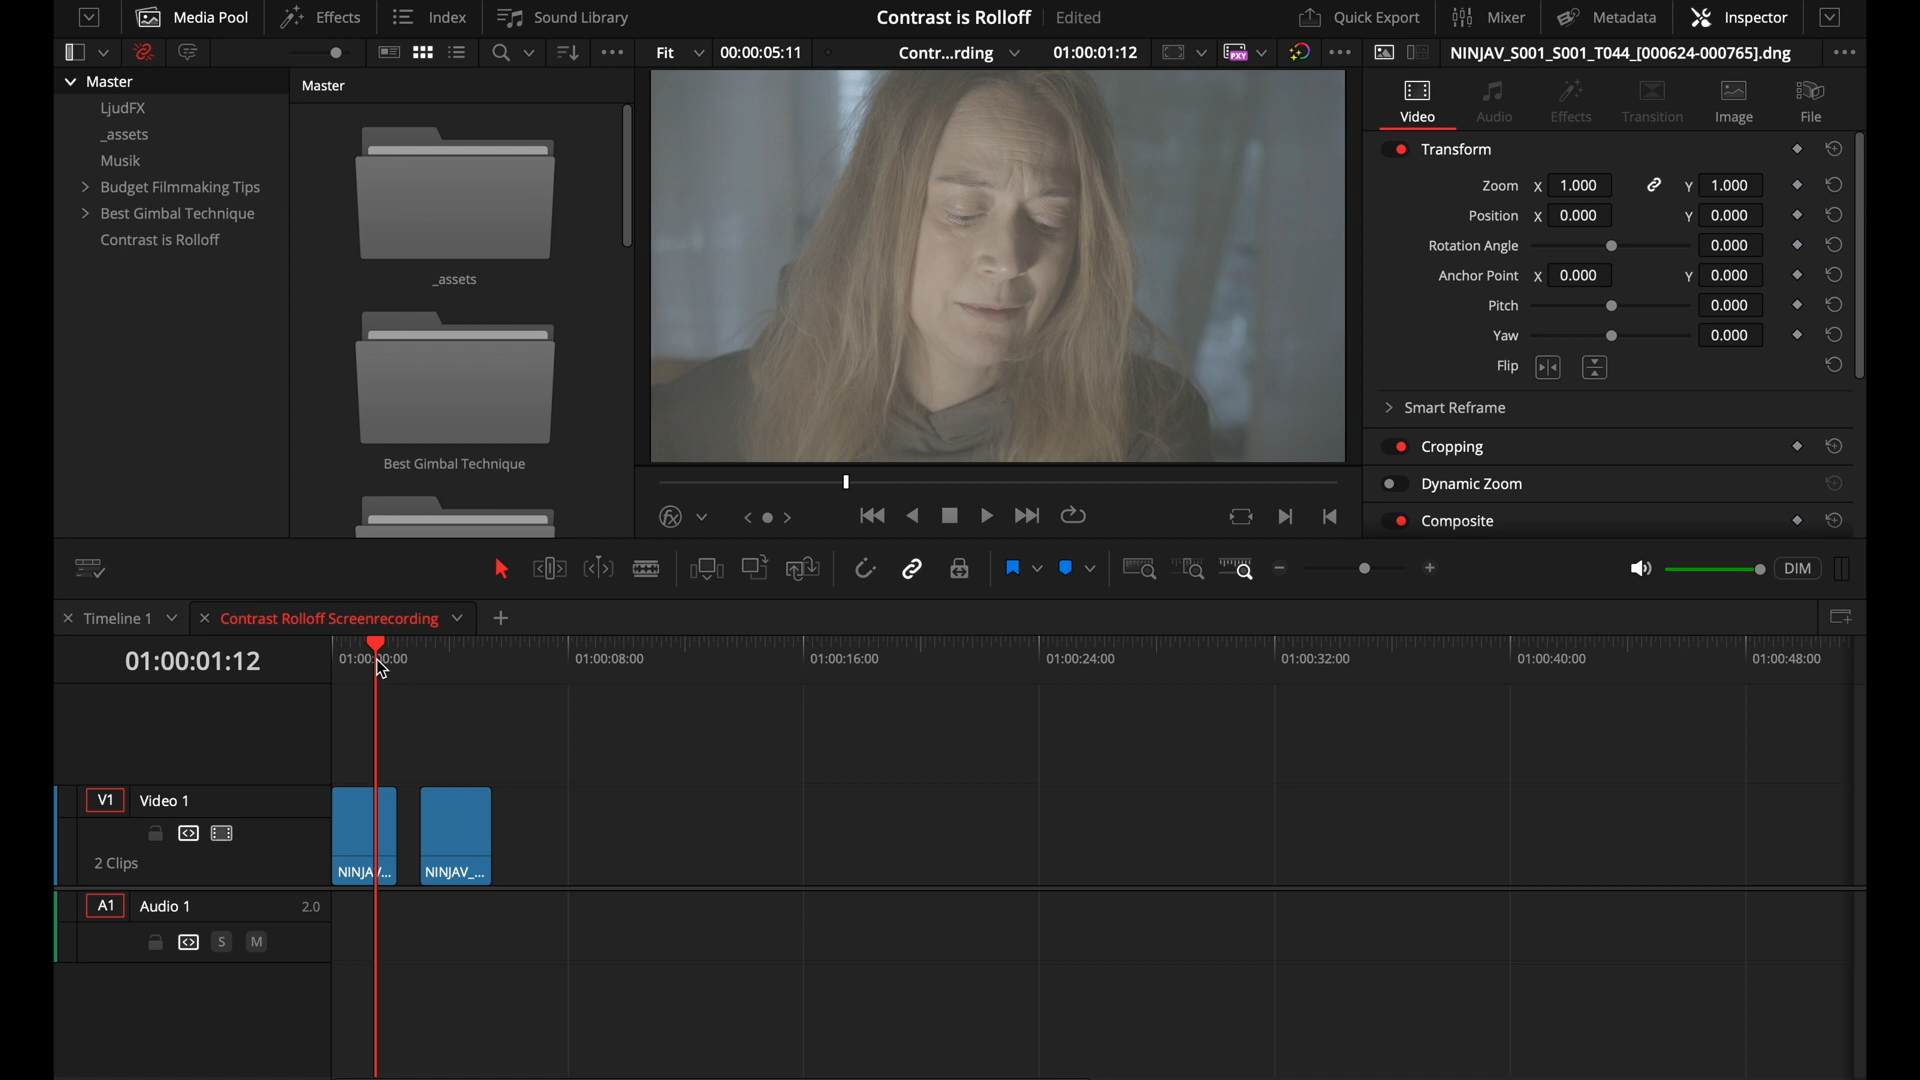 Media Pool Effects Index Sound Library Contrast is Rolloff Edited Quick Export Mixer Metadata Inspector
Fit 00:00:05:11 Contr...rding 01:00:01:12 PXY NINJAV_S001_S001_T044_[000624-000765].dng
Master
LjudFX
_assets
Musik
Budget Filmmaking Tips
Best Gimbal Technique
Contrast is Rolloff
Master
_assets
Best Gimbal Technique
Video Audio Effects Transition Image File
Transform
Zoom X 1.000 Y 1.000
Position X 0.000 Y 0.000
Rotation Angle 0.000
Anchor Point X 0.000 Y 0.000
Pitch 0.000
Yaw 0.000
Flip
Smart Reframe
Cropping
Dynamic Zoom
Composite
DIM
Timeline 1 Contrast Rolloff Screenrecording
01:00:01:12 01:00:00:00 01:00:08:00 01:00:16:00 01:00:24:00 01:00:32:00 01:00:40:00 01:00:48:00
V1 Video 1
2 Clips
NINJAV... NINJAV_...
A1 Audio 1 2.0
S M